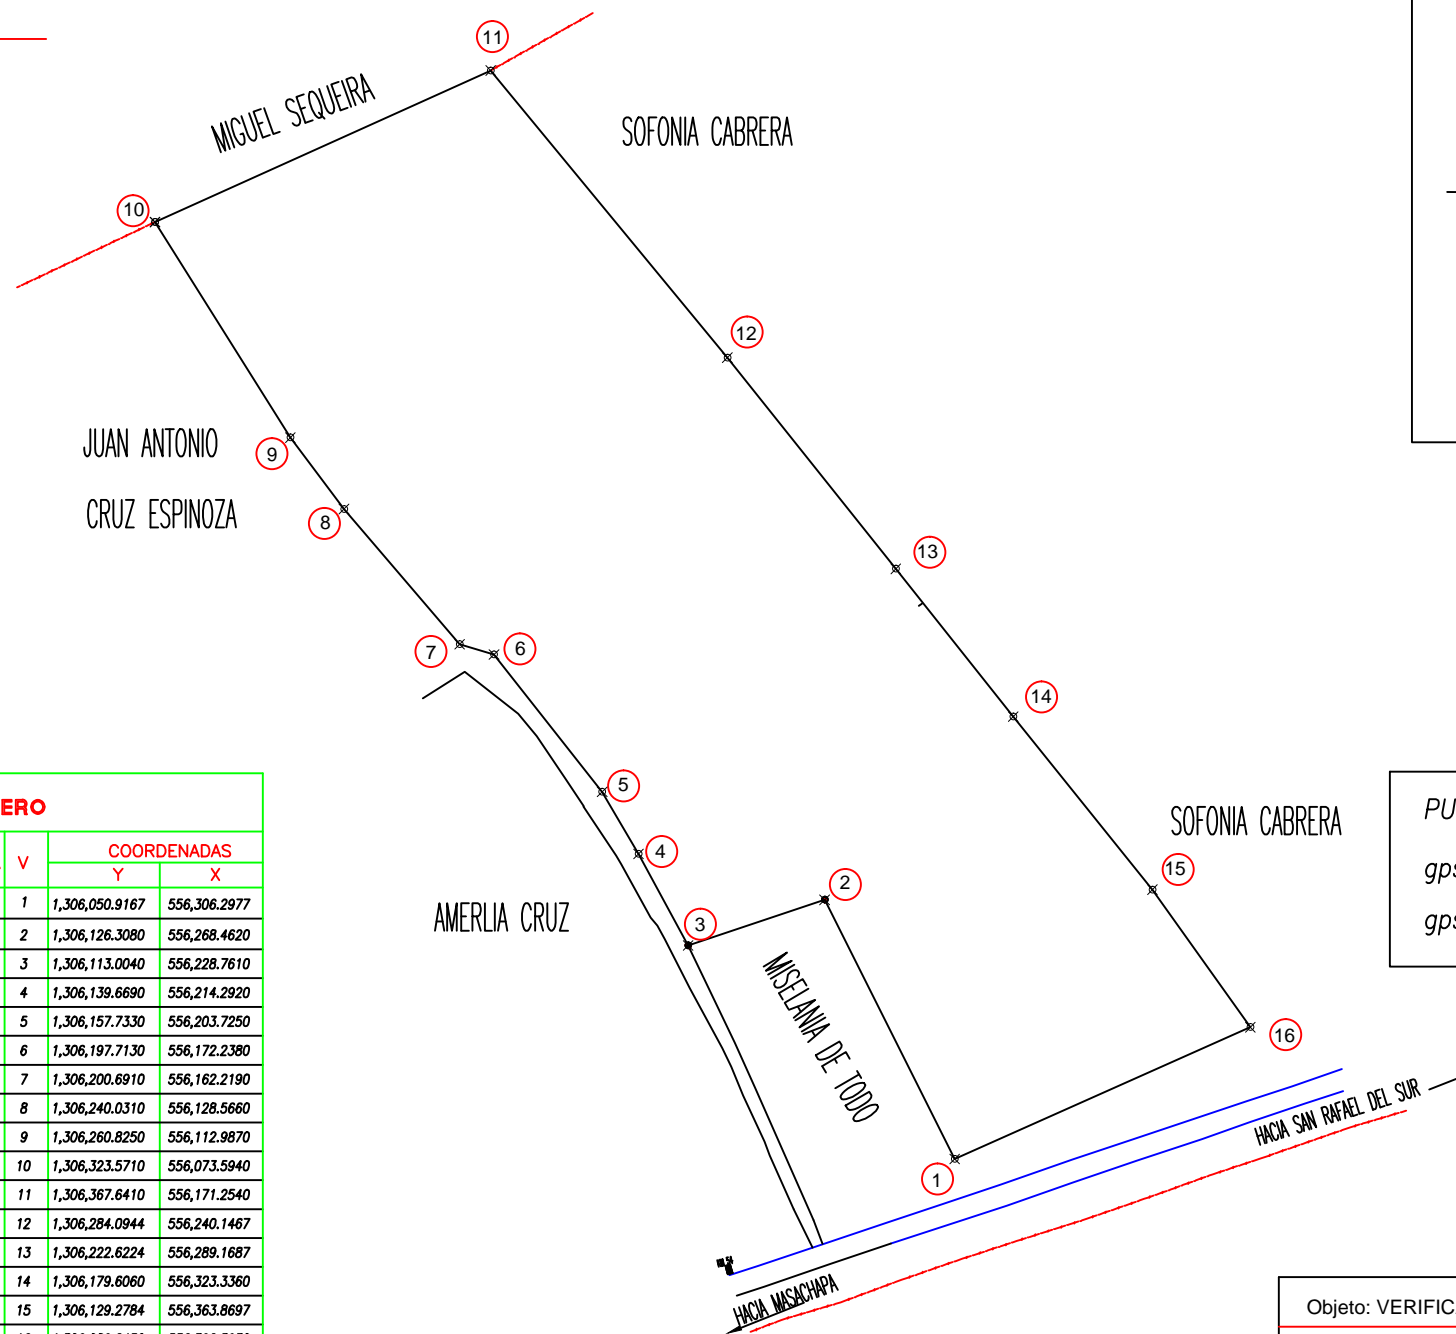 11
MIGUEL SEQUEIRA
SOFONIA CABRERA
10
12
JUAN ANTONIO
9
CRUZ ESPINOZA
8
13
7
6
14
5
SOFONIA CABRERA
4
15
2
3
AMERLIA CRUZ
MISELANIA DE TODO
16
1
HACIA SAN RAFAEL DEL SUR
HACIA MASACHAPA
ERO
V COORDENADAS
Y X
1 1,306,050.9167 556,306.2977
2 1,306,126.3080 556,268.4620
3 1,306,113.0040 556,228.7610
4 1,306,139.6690 556,214.2920
5 1,306,157.7330 556,203.7250
6 1,306,197.7130 556,172.2380
7 1,306,200.6910 556,162.2190
8 1,306,240.0310 556,128.5660
9 1,306,260.8250 556,112.9870
10 1,306,323.5710 556,073.5940
11 1,306,367.6410 556,171.2540
12 1,306,284.0944 556,240.1467
13 1,306,222.6224 556,289.1687
14 1,306,179.6060 556,323.3360
15 1,306,129.2784 556,363.8697
PU
gps
gps
Objeto: VERIFIC